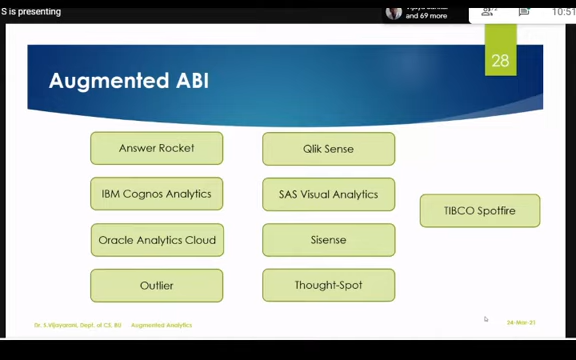 S is presenting
and 69 more
10:51
28
Augmented ABI
Answer Rocket
Qlik Sense
IBM Cognos Analytics
SAS Visual Analytics
TIBCO Spotfire
Oracle Analytics Cloud
Sisense
Outlier
Thought-Spot
Dr. S.Vijayarani, Dept. of CS, BU Augmented Analytics
24-Mar-21